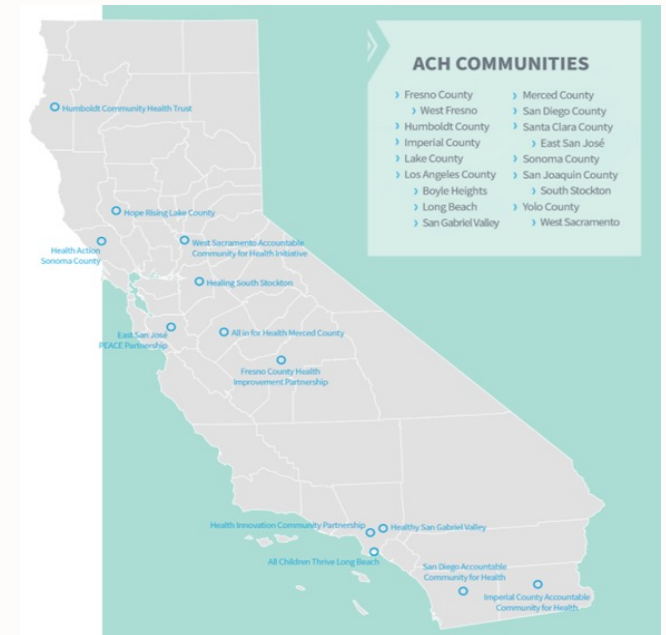 ACH COMMUNITIES
Fresno County
West Fresno
Humboldt County
Imperial County
Lake County
Los Angeles County
Boyle Heights
Long Beach
San Gabriel Valley
Merced County
San Diego County
Santa Clara County
East San José
Sonoma County
San Joaquin County
South Stockton
Yolo County
West Sacramento
Humboldt Community Health Trust
Hope Rising Lake County
Health Action
Sonoma County
West Sacramento Accountable
Community for Health Initiative
Healing South Stockton
East San José
PEACE Partnership
All in for Health Merced County
Fresno County Health
Improvement Partnership
Health Innovation Community Partnership
Healthy San Gabriel Valley
All Children Thrive Long Beach
San Diego Accountable
Community for Health
Imperial County Accountable
Community for Health